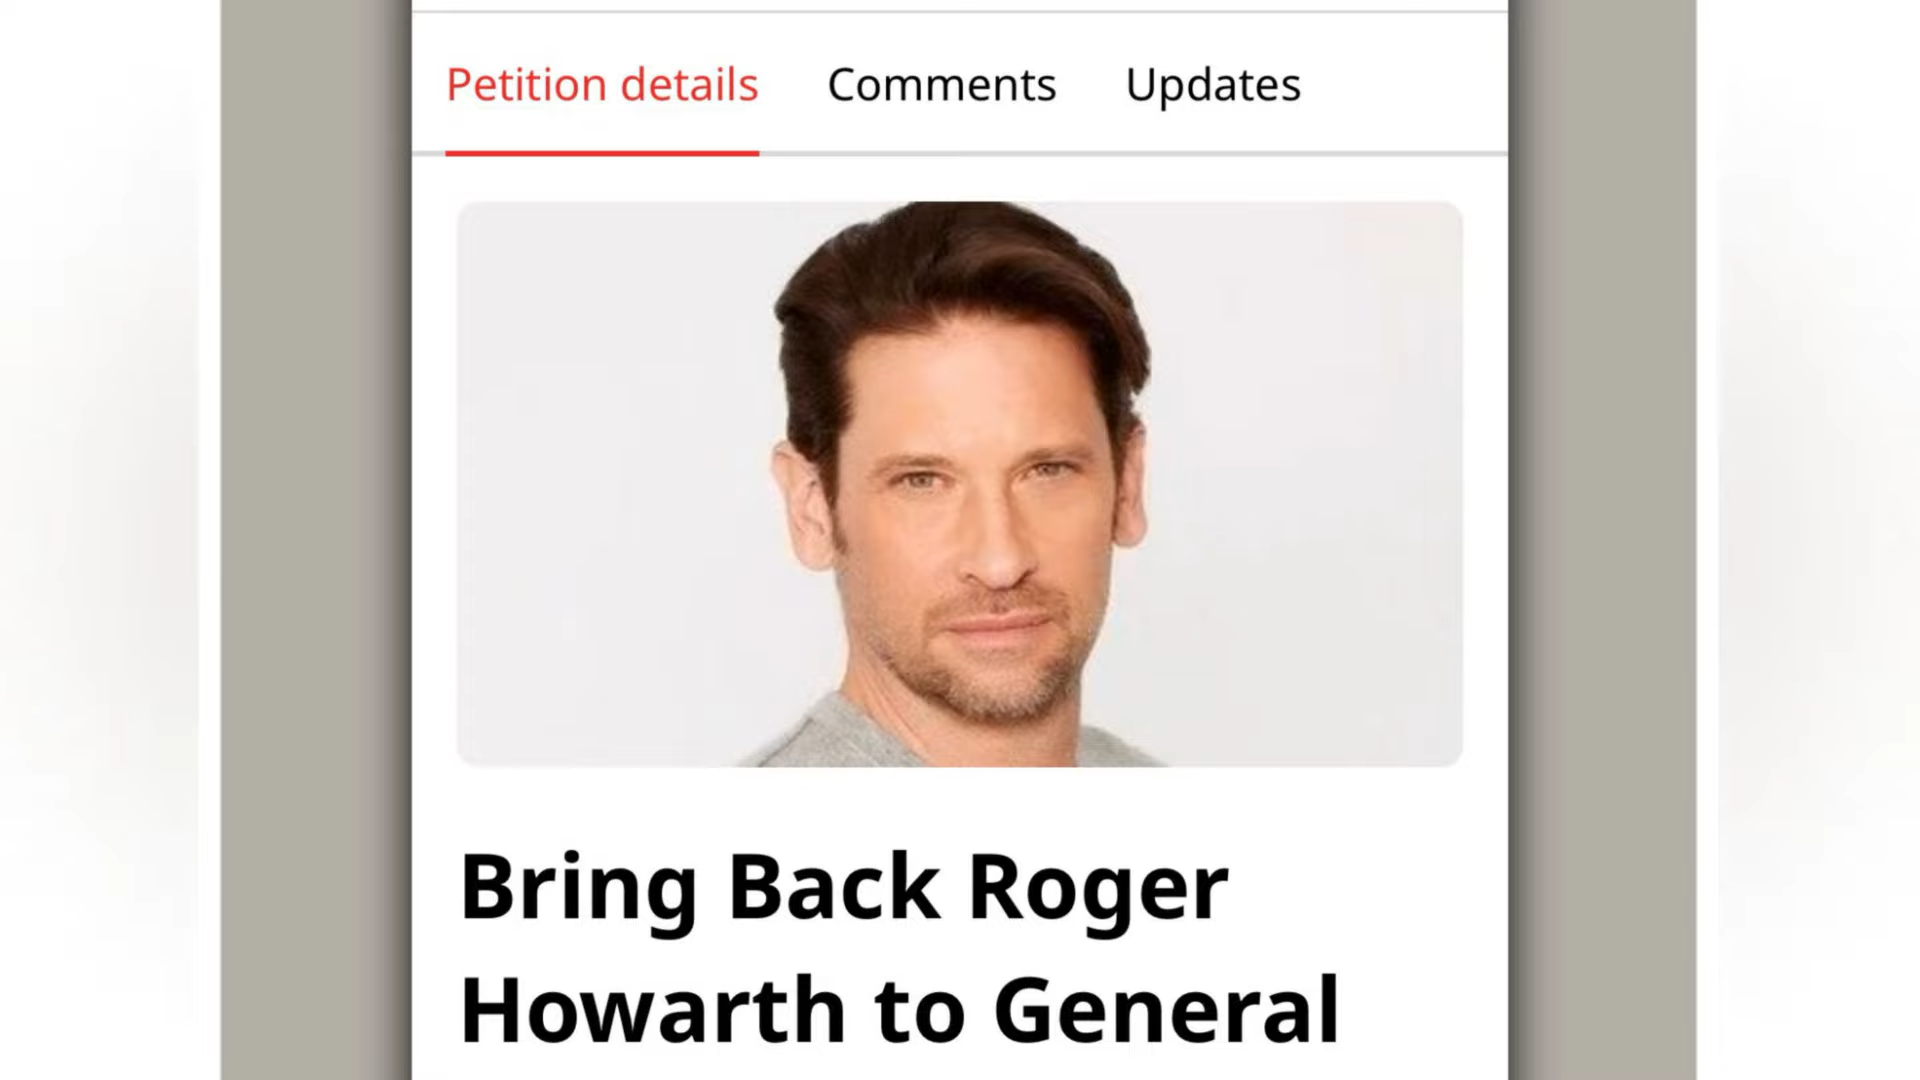 Petition details Comments Updates
Bring Back Roger
Howarth to General